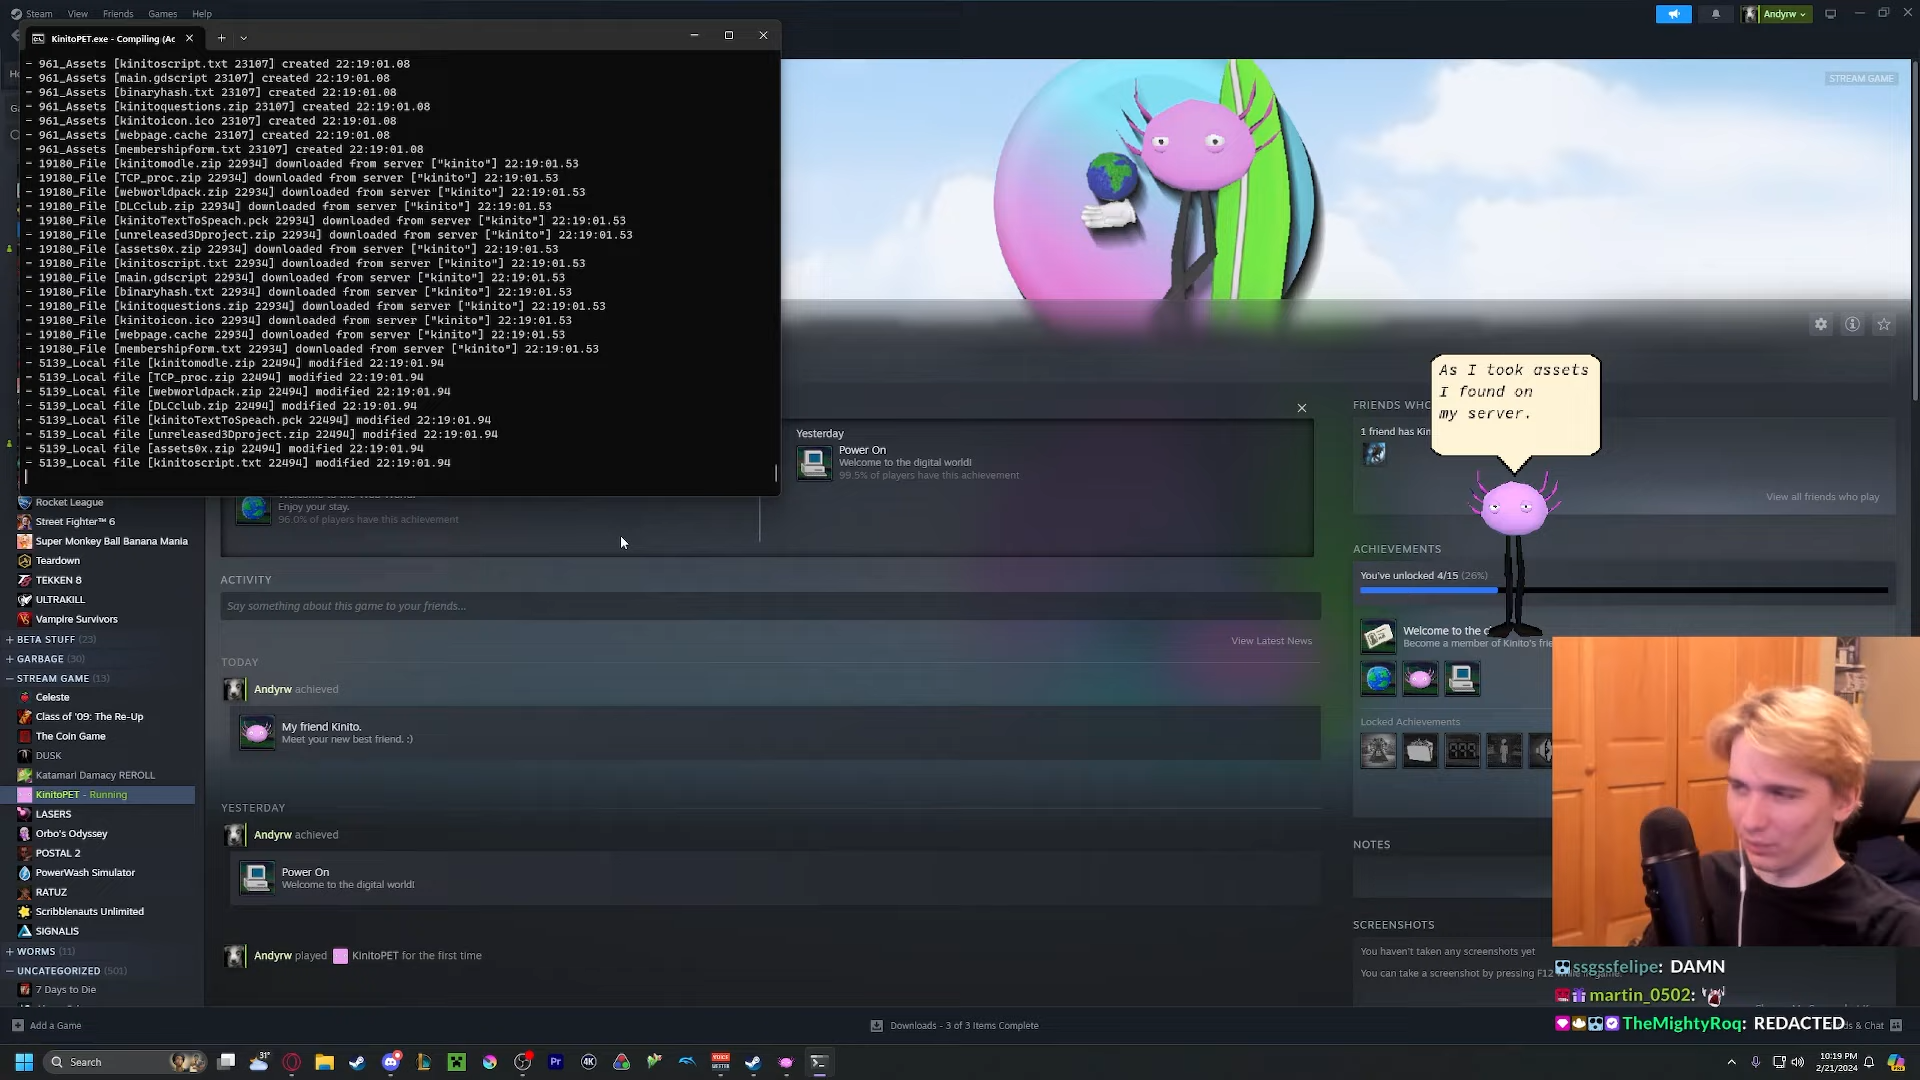 Steam View Friends Games Help
Andyrw
KinitoPET.exe - Compiling (Ac
STREAM GAME
- 961_Assets [kinitoscript.txt 23107] created 22:19:01.08
- 961_Assets [main.gdscript 23107] created 22:19:01.08
- 961_Assets [binaryhash.txt 23107] created 22:19:01.08
- 961_Assets [kinitoquestions.zip 23107] created 22:19:01.08
- 961_Assets [kinitoicon.ico 23107] created 22:19:01.08
- 961_Assets [webpage.cache 23107] created 22:19:01.08
- 961_Assets [membershipform.txt 23107] created 22:19:01.08
- 19180_File [kinitomodle.zip 22934] downloaded from server ["kinito"] 22:19:01.53
- 19180_File [TCP_proc.zip 22934] downloaded from server ["kinito"] 22:19:01.53
- 19180_File [webworldpack.zip 22934] downloaded from server ["kinito"] 22:19:01.53
- 19180_File [DLCclub.zip 22934] downloaded from server ["kinito"] 22:19:01.53
- 19180_File [kinitoTextToSpeach.pck 22934] downloaded from server ["kinito"] 22:19:01.53
- 19180_File [unreleased3Dproject.zip 22934] downloaded from server ["kinito"] 22:19:01.53
- 19180_File [assets0x.zip 22934] downloaded from server ["kinito"] 22:19:01.53
- 19180_File [kinitoscript.txt 22934] downloaded from server ["kinito"] 22:19:01.53
- 19180_File [main.gdscript 22934] downloaded from server ["kinito"] 22:19:01.53
- 19180_File [binaryhash.txt 22934] downloaded from server ["kinito"] 22:19:01.53
- 19180_File [kinitoquestions.zip 22934] downloaded from server ["kinito"] 22:19:01.53
- 19180_File [kinitoicon.ico 22934] downloaded from server ["kinito"] 22:19:01.53
- 19180_File [webpage.cache 22934] downloaded from server ["kinito"] 22:19:01.53
- 19180_File [membershipform.txt 22934] downloaded from server ["kinito"] 22:19:01.53
- 5139_Local file [kinitomodle.zip 22494] modified 22:19:01.94
- 5139_Local file [TCP_proc.zip 22494] modified 22:19:01.94
- 5139_Local file [webworldpack.zip 22494] modified 22:19:01.94
- 5139_Local file [DLCclub.zip 22494] modified 22:19:01.94
- 5139_Local file [kinitoTextToSpeach.pck 22494] modified 22:19:01.94
- 5139_Local file [unreleased3Dproject.zip 22494] modified 22:19:01.94
- 5139_Local file [assets0x.zip 22494] modified 22:19:01.94
- 5139_Local file [kinitoscript.txt 22494] modified 22:19:01.94
As I took assets
I found on
my server.
Yesterday
Power On
Welcome to the digital world!
99.5% of players have this achievement
Enjoy your stay.
96.0% of players have this achievement
FRIENDS WHO
1 friend has Kin
View all friends who play
ACHIEVEMENTS
You've unlocked 4/15 (26%)
Welcome to the c
Become a member of Kinito's frie
Locked Achievements
NOTES
SCREENSHOTS
You haven't taken any screenshots yet
You can take a screenshot by pressing F12 while in game.
Rocket League
Street Fighter™ 6
Super Monkey Ball Banana Mania
Teardown
TEKKEN 8
ULTRAKILL
Vampire Survivors
+ BETA STUFF (23)
+ GARBAGE (30)
− STREAM GAME (13)
Celeste
Class of '09: The Re-Up
The Coin Game
DUSK
Katamari Damacy REROLL
KinitoPET - Running
LASERS
Orbo's Odyssey
POSTAL 2
PowerWash Simulator
RATUZ
Scribblenauts Unlimited
SIGNALIS
+ WORMS (11)
− UNCATEGORIZED (501)
7 Days to Die
ACTIVITY
Say something about this game to your friends...
View Latest News
TODAY
Andyrw achieved
My friend Kinito.
Meet your new best friend. :)
YESTERDAY
Andyrw achieved
Power On
Welcome to the digital world!
Andyrw played KinitoPET for the first time
ssgssfelipe: DAMN
martin_0502:
TheMightyRoq: REDACTED
Add a Game
Downloads - 3 of 3 Items Complete
ds & Chat
Search
31°
Pr
4K
10:19 PM
2/21/2024